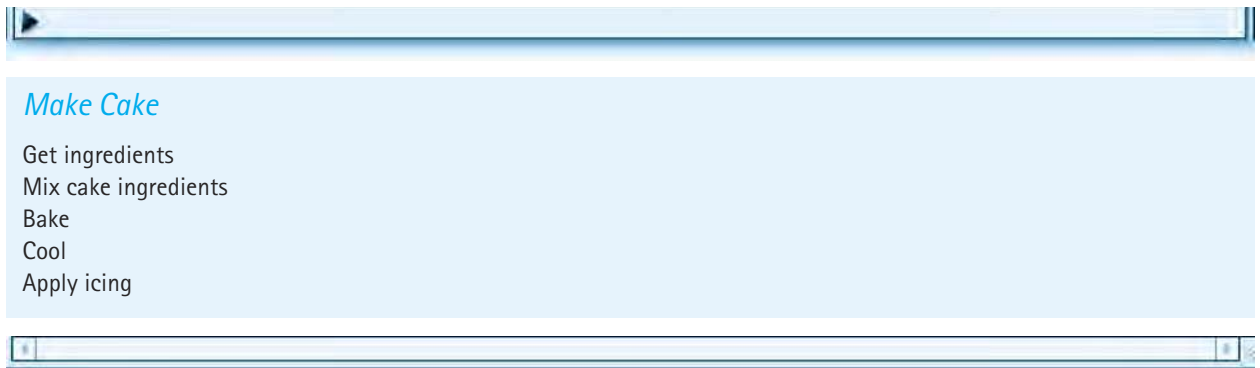 Make Cake
Get ingredients
Mix cake ingredients
Bake
Cool
Apply icing